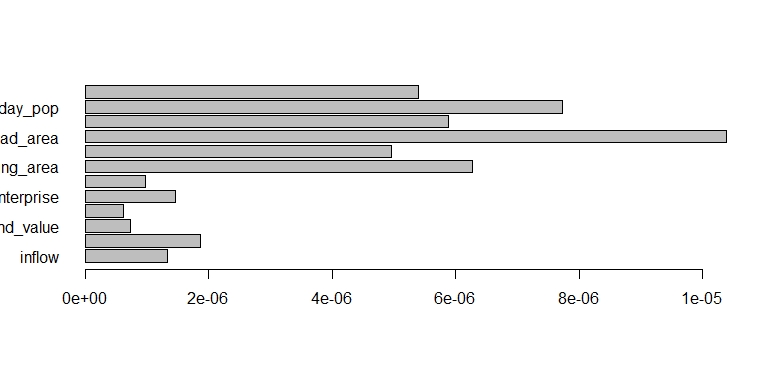 day_pop
ad_area
ng_area
nterprise
nd_value
inflow
0e+00 2e-06 4e-06 6e-06 8e-06 1e-05